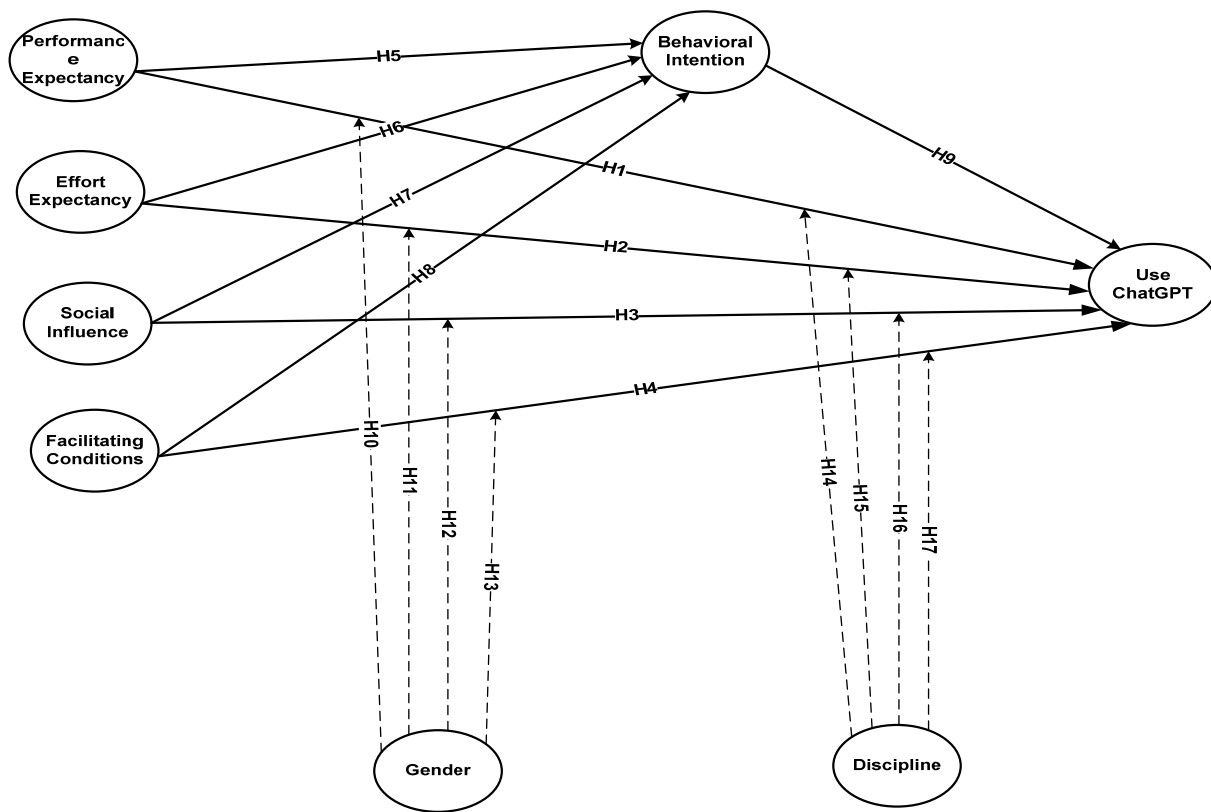 Performanc
e
Expectancy
Behavioral
Intention
H5
H6
H1
H9
Effort
Expectancy
H7
H2
H8
Use
ChatGPT
Social
Influence
H3
H4
Facilitating
Conditions
H10
H11
H12
H13
H14
H15
H16
H17
Gender
Discipline